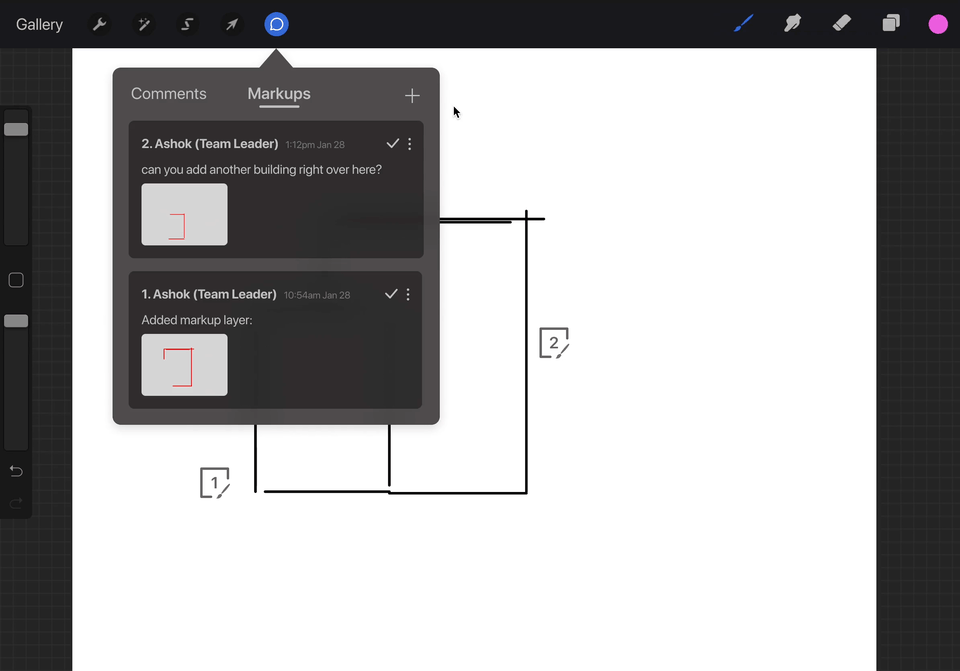 Gallery
Comments Markups
2. Ashok (Team Leader) 1:12pm Jan 28
can you add another building right over here?
1. Ashok (Team Leader) 10:54am Jan 28
Added markup layer:
2
1